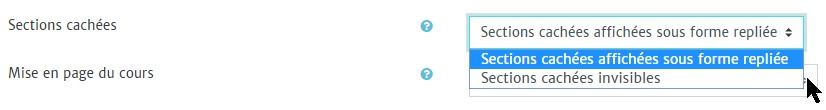 Sections cachées
Sections cachées affichées sous forme repliée
Sections cachées affichées sous forme repliée
Mise en page du cours
Sections cachées invisibles